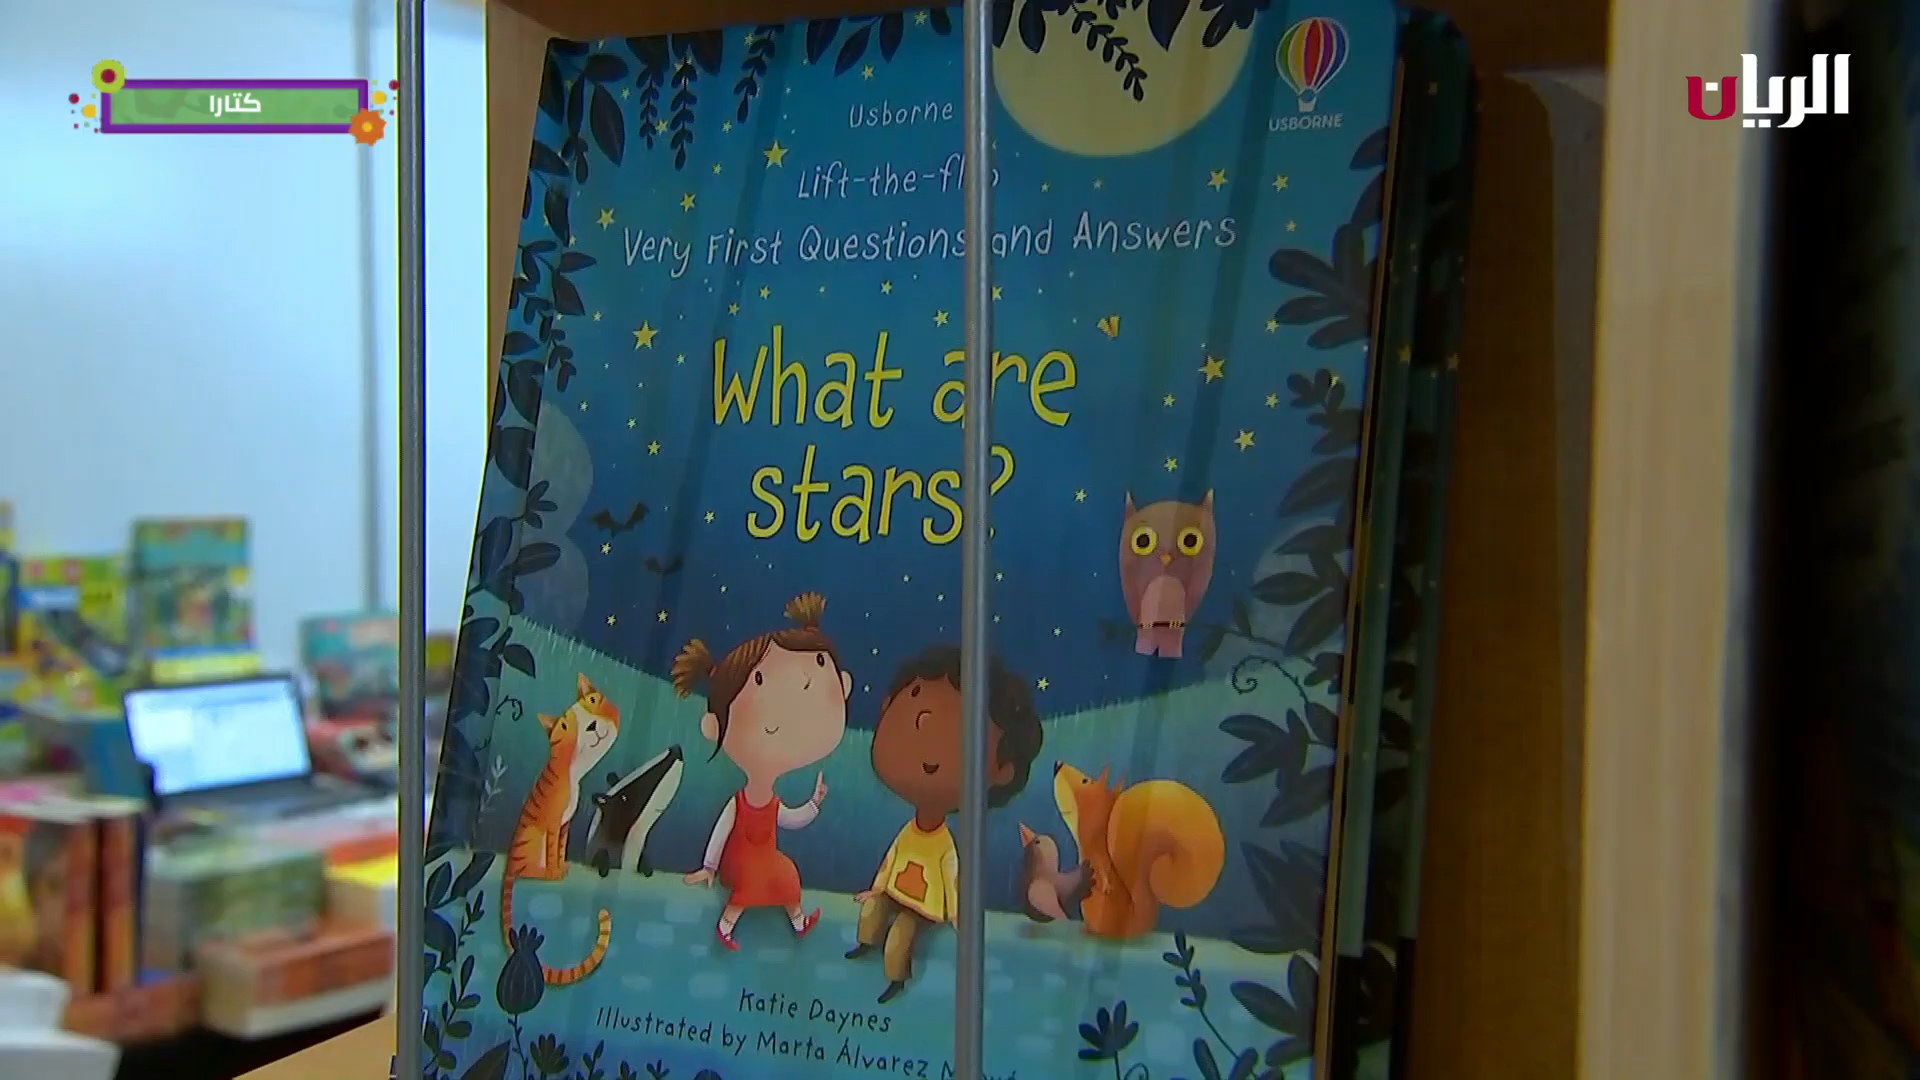 كتارا
الريان
Usborne
USBORNE
Lift-the-flap
Very First Questions and Answers
What are
stars?
Katie Daynes
Illustrated by Marta Álvarez